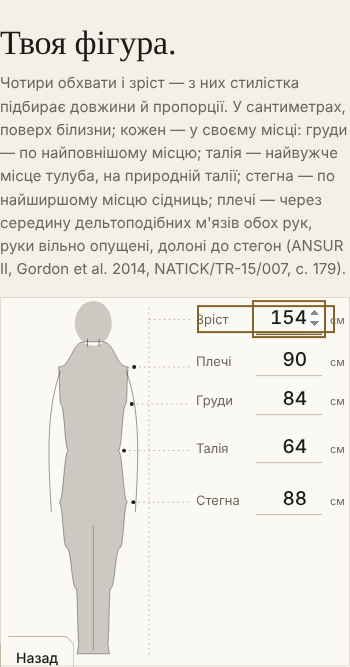 Твоя фігура.
Чотири обхвати і зріст — з них стилістка
підбирає довжини й пропорції. У сантиметрах,
поверх білизни; кожен — у своєму місці: груди
— по найповнішому місцю; талія — найвужче
місце тулуба, на природній талії; стегна — по
найширшому місцю сідниць; плечі — через
середину дельтоподібних м'язів обох рук,
руки вільно опущені, долоні до стегон (ANSUR
II, Gordon et al. 2014, NATICK/TR-15/007, с. 179).
Зріст 154 см
Плечі 90 см
Груди 84 см
Талія 64 см
Стегна 88 см
Назад